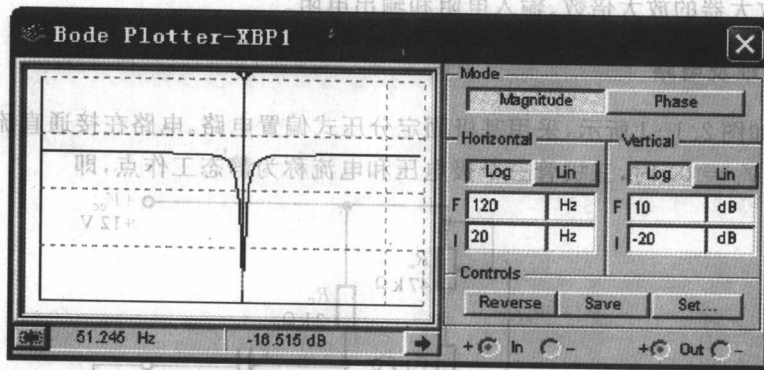 Bode Plotter-XBP1
Mode
Magnitude Phase
Horizontal Vertical
Log Lin Log Lin
F 120 Hz F 10 dB
I 20 Hz I -20 dB
Controls
Reverse Save Set...
51.245 Hz -16.515 dB
+ In - + Out -